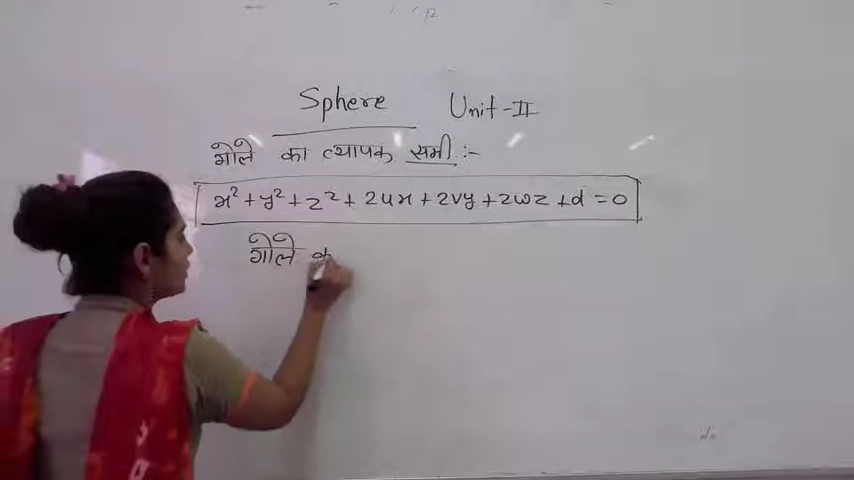 Sphere Unit-II
गोले का व्यापक समी :-
x² + y² + z² + 2ux + 2vy + 2wz + d = 0
गोले